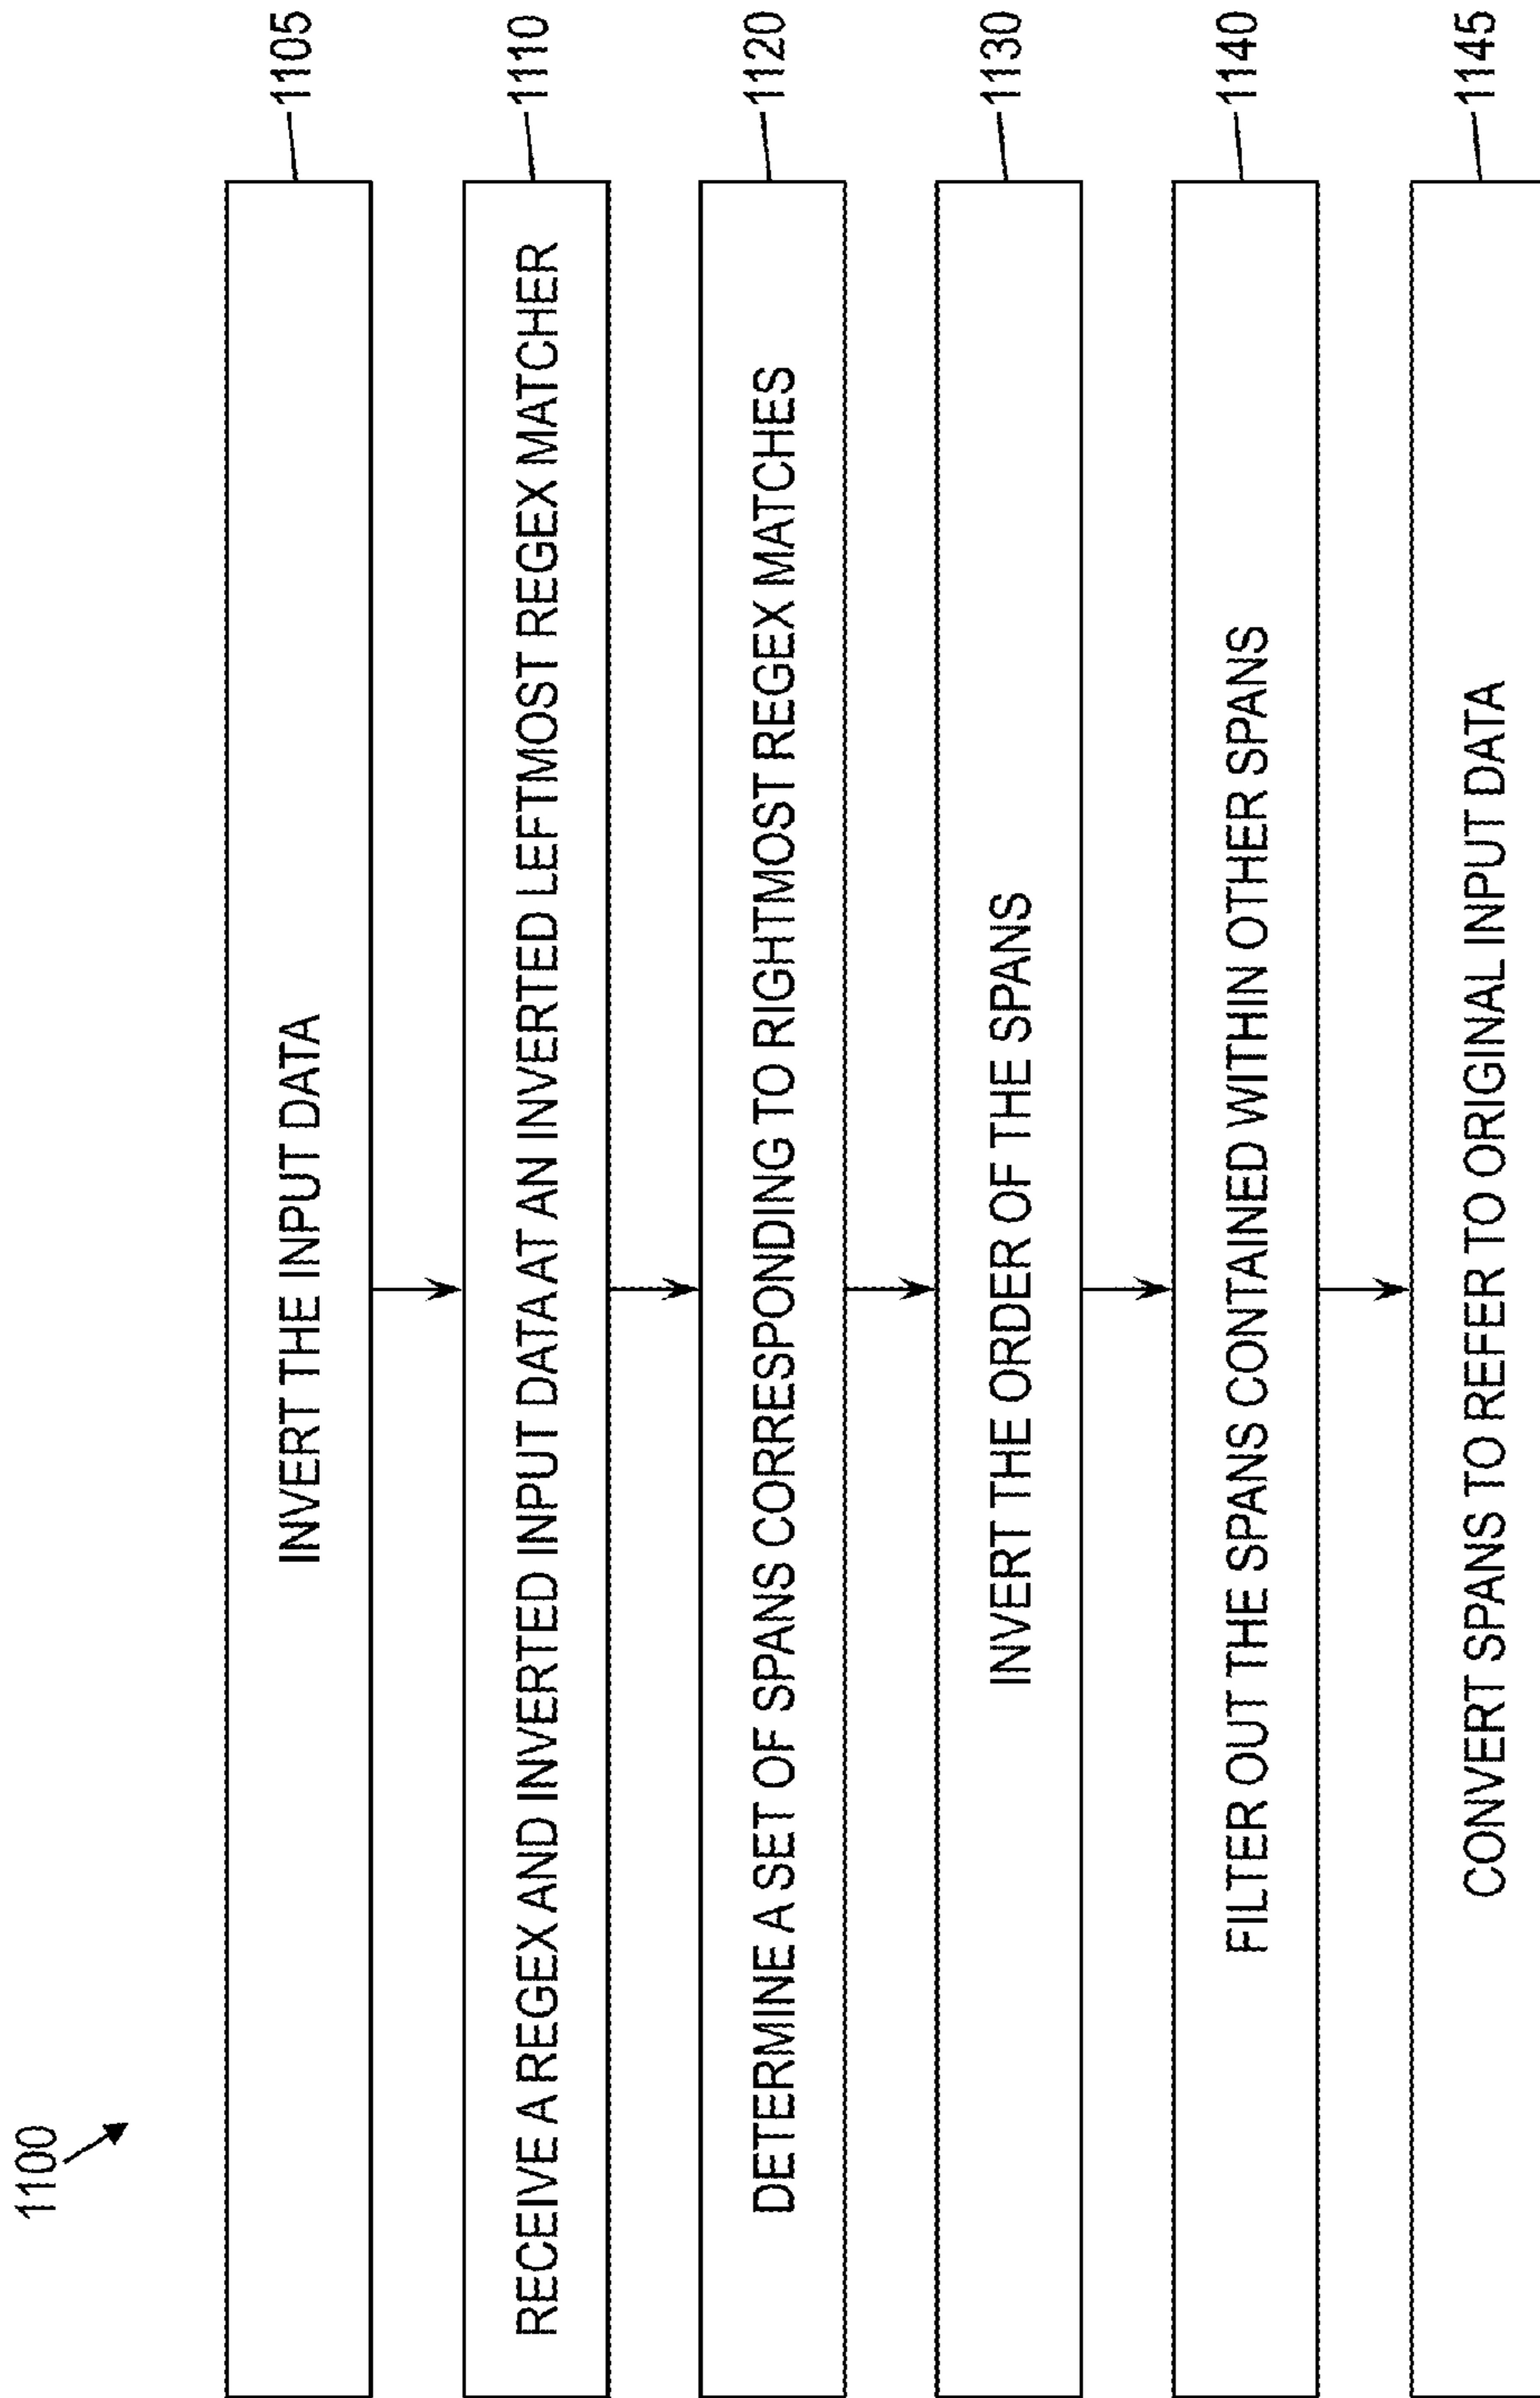 1100
INVERT THE INPUT DATA
1105
RECEIVE A REGEX AND INVERTED INPUT DATA AT AN INVERTED LEFTMOST REGEX MATCHER
1110
DETERMINE A SET OF SPANS CORRESPONDING TO RIGHTMOST REGEX MATCHES
1120
INVERT THE ORDER OF THE SPANS
1130
FILTER OUT THE SPANS CONTAINED WITHIN OTHER SPANS
1140
CONVERT SPANS TO REFER TO ORIGINAL INPUT DATA
1145